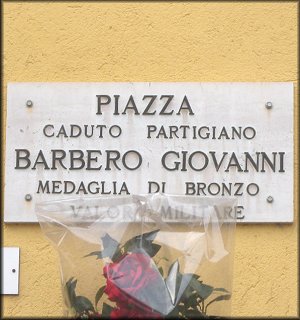 PIAZZA
CADUTO PARTIGIANO
BARBERO GIOVANNI
MEDAGLIA DI BRONZO
VALOR MILITARE